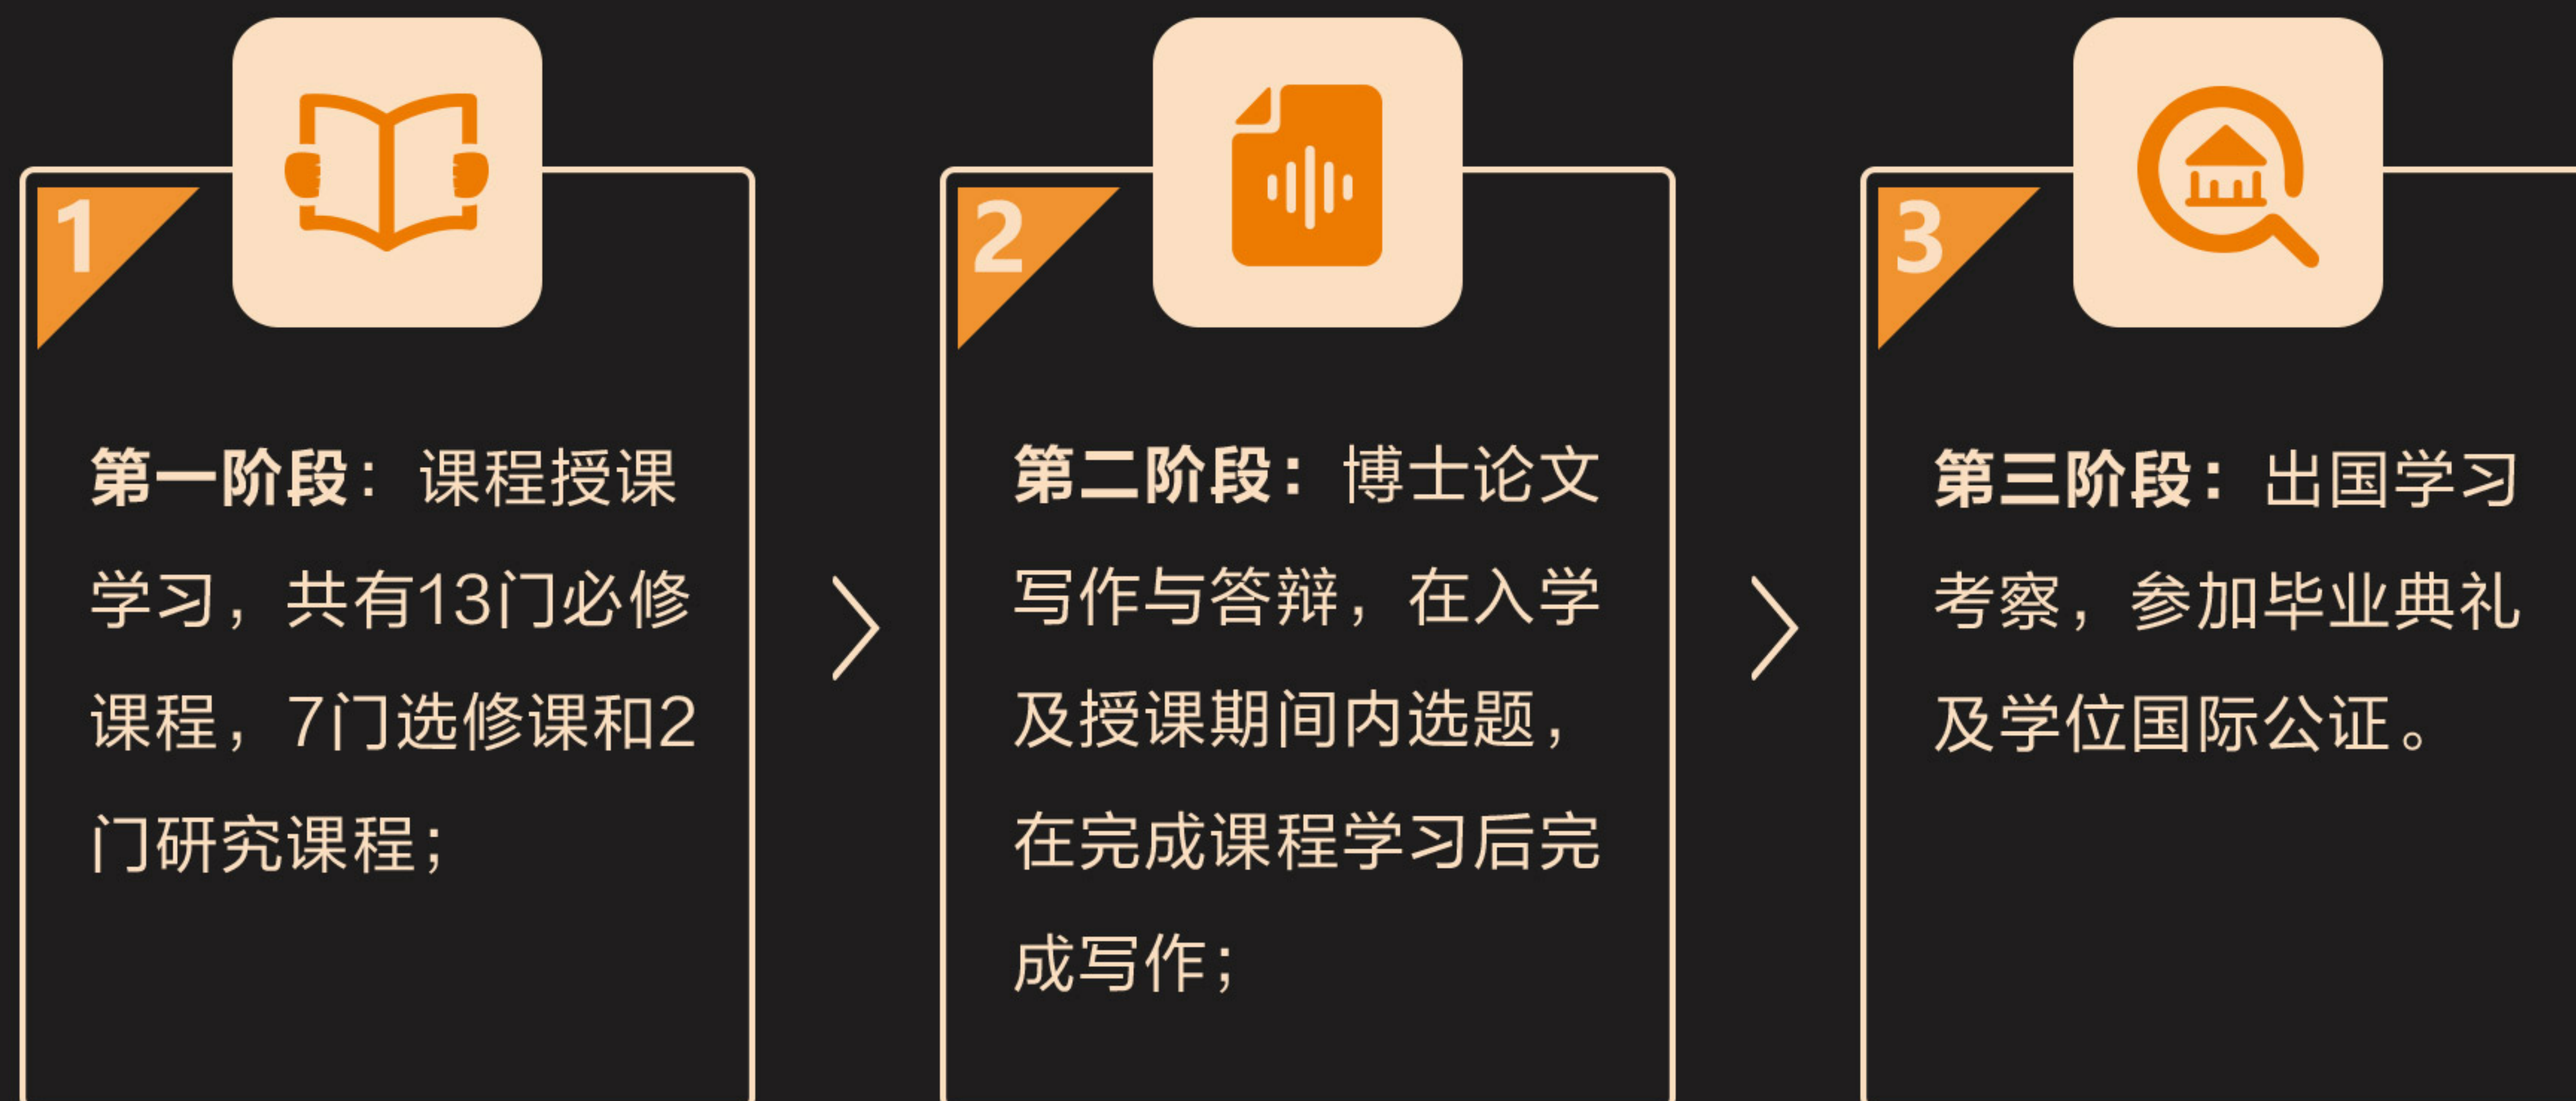 1
第一阶段：课程授课
学习，共有13门必修
课程，7门选修课和2
门研究课程；
2
第二阶段：博士论文
写作与答辩，在入学
及授课期间内选题，
在完成课程学习后完
成写作；
3
第三阶段：出国学习
考察，参加毕业典礼
及学位国际公证。